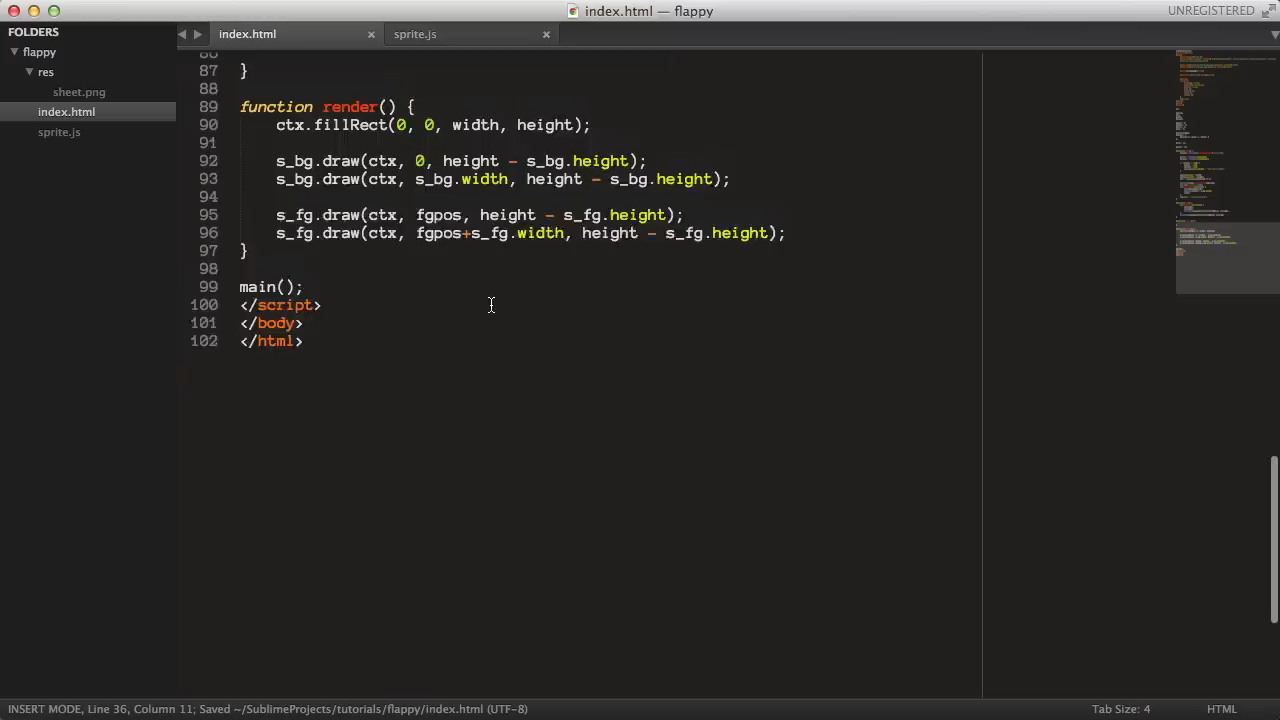 index.html — flappy
UNREGISTERED
FOLDERS
flappy
res
sheet.png
index.html
sprite.js
index.html
sprite.js
86
87 }
88
89 function render() {
90 ctx.fillRect(0, 0, width, height);
91
92 s_bg.draw(ctx, 0, height - s_bg.height);
93 s_bg.draw(ctx, s_bg.width, height - s_bg.height);
94
95 s_fg.draw(ctx, fgpos, height - s_fg.height);
96 s_fg.draw(ctx, fgpos+s_fg.width, height - s_fg.height);
97 }
98
99 main();
100 </script>
101 </body>
102 </html>
INSERT MODE, Line 36, Column 11; Saved ~/SublimeProjects/tutorials/flappy/index.html (UTF-8)
Tab Size: 4
HTML